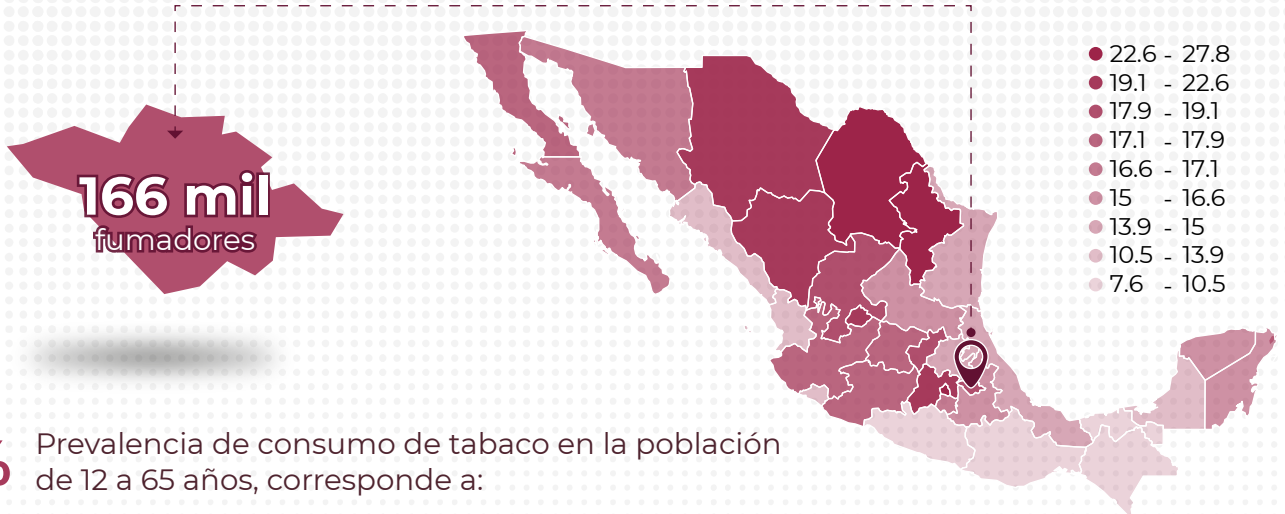 166 mil
fumadores
22.6 - 27.8
19.1 - 22.6
17.9 - 19.1
17.1 - 17.9
16.6 - 17.1
15 - 16.6
13.9 - 15
10.5 - 13.9
7.6 - 10.5
Prevalencia de consumo de tabaco en la población
de 12 a 65 años, corresponde a: